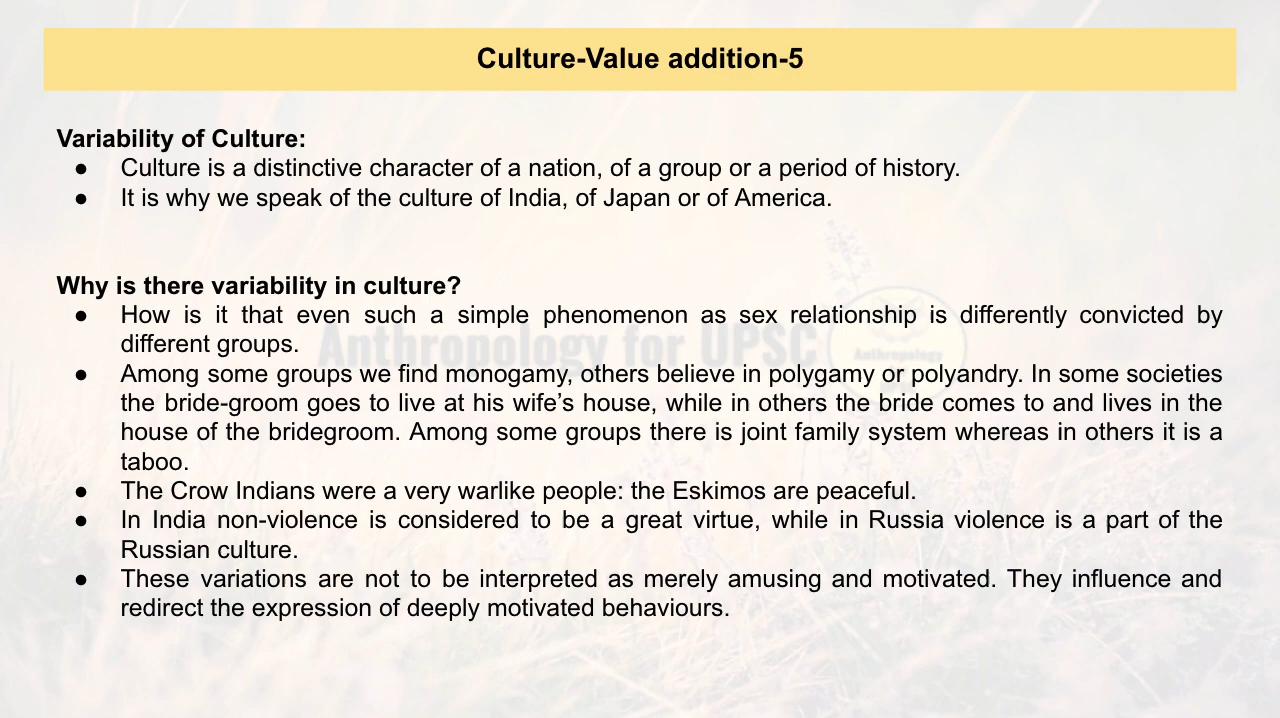 Culture-Value addition-5
Variability of Culture:
● Culture is a distinctive character of a nation, of a group or a period of history.
● It is why we speak of the culture of India, of Japan or of America.
Why is there variability in culture?
● How is it that even such a simple phenomenon as sex relationship is differently convicted by
different groups.
● Among some groups we find monogamy, others believe in polygamy or polyandry. In some societies
the bride-groom goes to live at his wife’s house, while in others the bride comes to and lives in the
house of the bridegroom. Among some groups there is joint family system whereas in others it is a
taboo.
● The Crow Indians were a very warlike people: the Eskimos are peaceful.
● In India non-violence is considered to be a great virtue, while in Russia violence is a part of the
Russian culture.
● These variations are not to be interpreted as merely amusing and motivated. They influence and
redirect the expression of deeply motivated behaviours.
Anthropology for UPSC
Anthropology